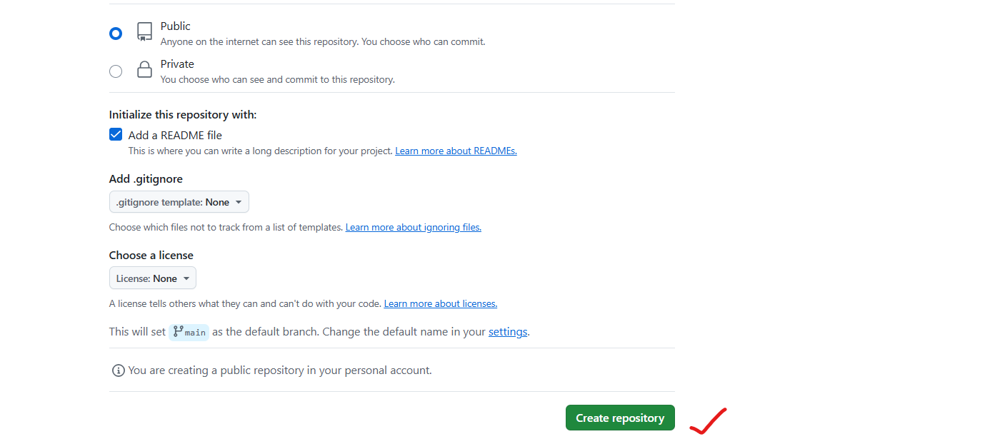 Public
Anyone on the internet can see this repository. You choose who can commit.
Private
You choose who can see and commit to this repository.
Initialize this repository with:
Add a README file
This is where you can write a long description for your project. Learn more about READMEs.
Add .gitignore
.gitignore template: None
Choose which files not to track from a list of templates. Learn more about ignoring files.
Choose a license
License: None
A license tells others what they can and can't do with your code. Learn more about licenses.
This will set main as the default branch. Change the default name in your settings.
You are creating a public repository in your personal account.
Create repository